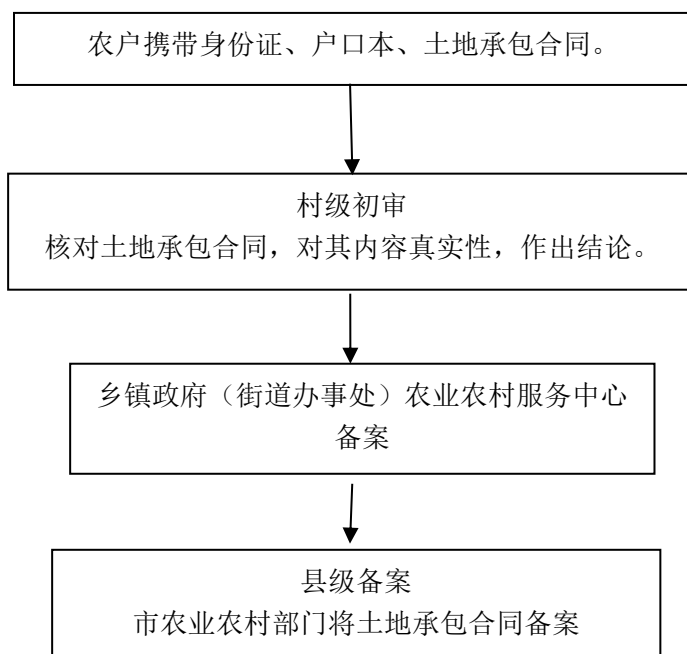 农户携带身份证、户口本、土地承包合同。
村级初审
核对土地承包合同，对其内容真实性，作出结论。
乡镇政府（街道办事处）农业农村服务中心
备案
县级备案
市农业农村部门将土地承包合同备案